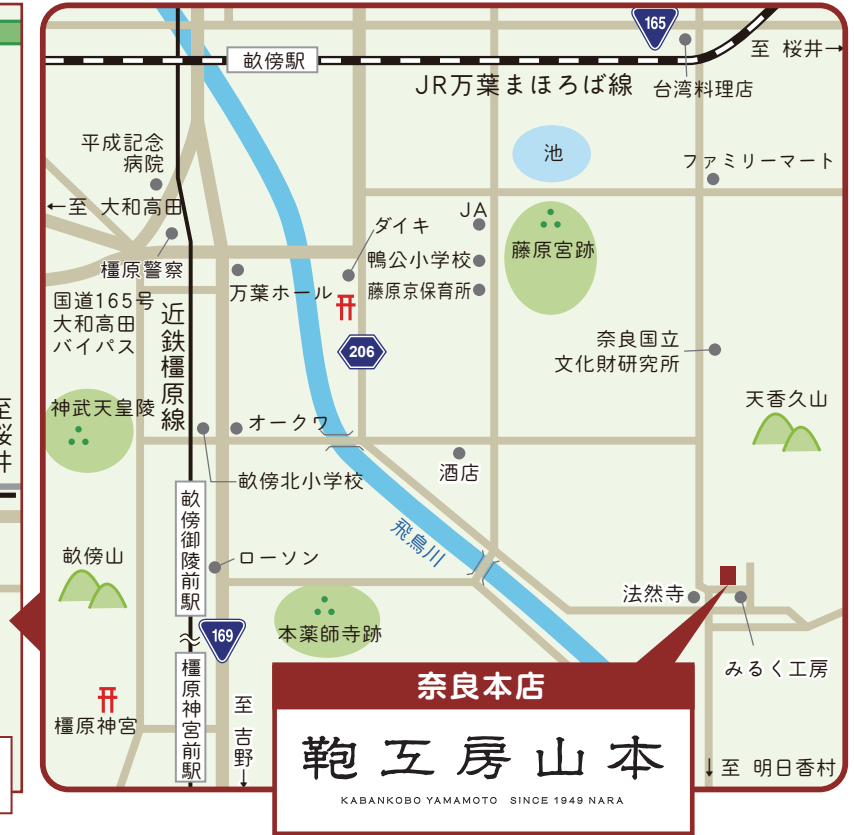 165
至 桜井→
畝傍駅
JR万葉まほろば線
台湾料理店
平成記念
病院
池
ファミリーマート
←至 大和高田
JA
ダイキ
藤原宮跡
鴨公小学校
橿原警察
万葉ホール
藤原京保育所
国道165号
大和高田
バイパス
近鉄橿原線
206
奈良国立
文化財研究所
天香久山
神武天皇陵
オークワ
至桜井
酒店
畝傍北小学校
畝傍御陵前駅
飛鳥川
畝傍山
ローソン
法然寺
169
本薬師寺跡
みるく工房
橿原神宮前駅
奈良本店
橿原神宮
至 吉野→
鞄工房山本
↓至 明日香村
KABANKOBO YAMAMOTO SINCE 1949 NARA